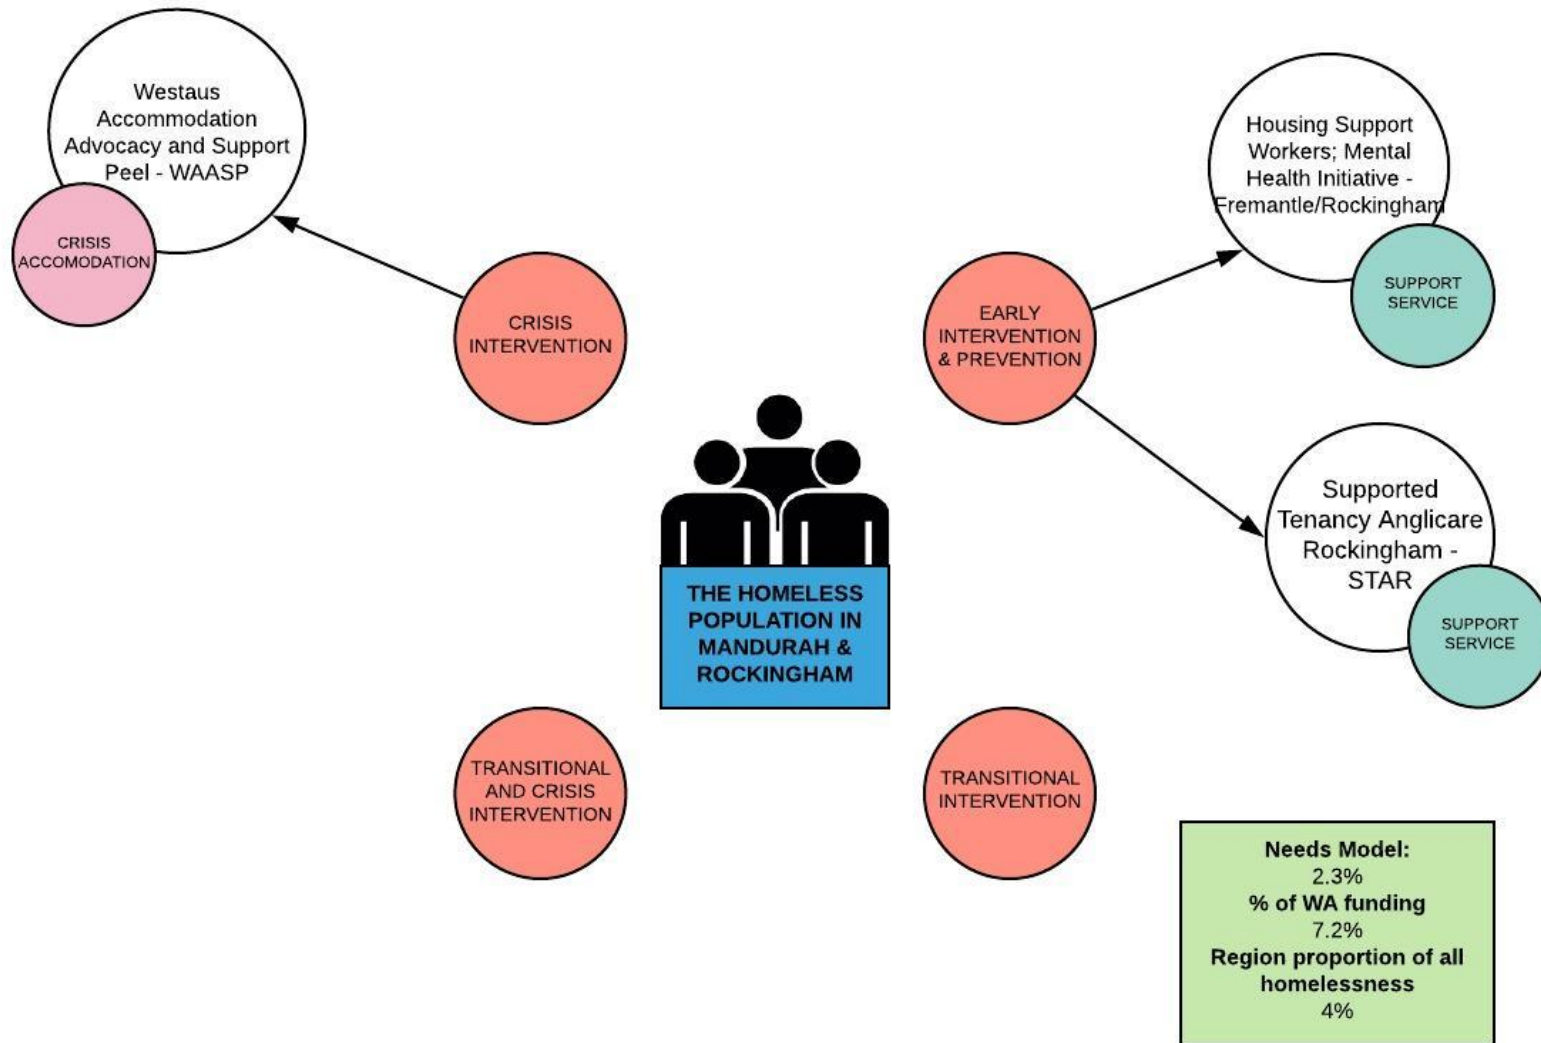 Westaus
Accommodation
Advocacy and Support
Peel - WAASP
CRISIS
ACCOMODATION
CRISIS
INTERVENTION
EARLY
INTERVENTION
& PREVENTION
Housing Support
Workers; Mental
Health Initiative -
Fremantle/Rockingham
SUPPORT
SERVICE
Supported
Tenancy Anglicare
Rockingham -
STAR
SUPPORT
SERVICE
THE HOMELESS
POPULATION IN
MANDURAH &
ROCKINGHAM
TRANSITIONAL
AND CRISIS
INTERVENTION
TRANSITIONAL
INTERVENTION
Needs Model:
2.3%
% of WA funding
7.2%
Region proportion of all
homelessness
4%